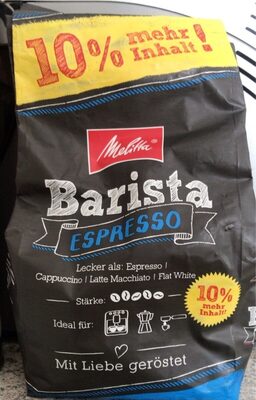 10% mehr
Inhalt!
Melitta
Barista
ESPRESSO
Lecker als: Espresso /
Cappuccino / Latte Macchiato / Flat White
Stärke:
10%
mehr
Inhalt!
Ideal für:
Mit Liebe geröstet